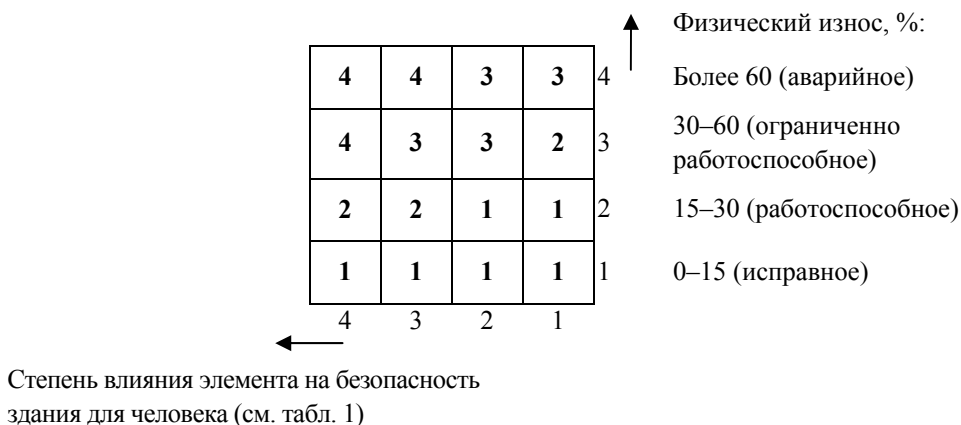 Физический износ, %:
4 4 3 3 4 Более 60 (аварийное)
4 3 3 2 3 30–60 (ограниченно
работоспособное)
2 2 1 1 2 15–30 (работоспособное)
1 1 1 1 1 0–15 (исправное)
4 3 2 1
Степень влияния элемента на безопасность
здания для человека (см. табл. 1)